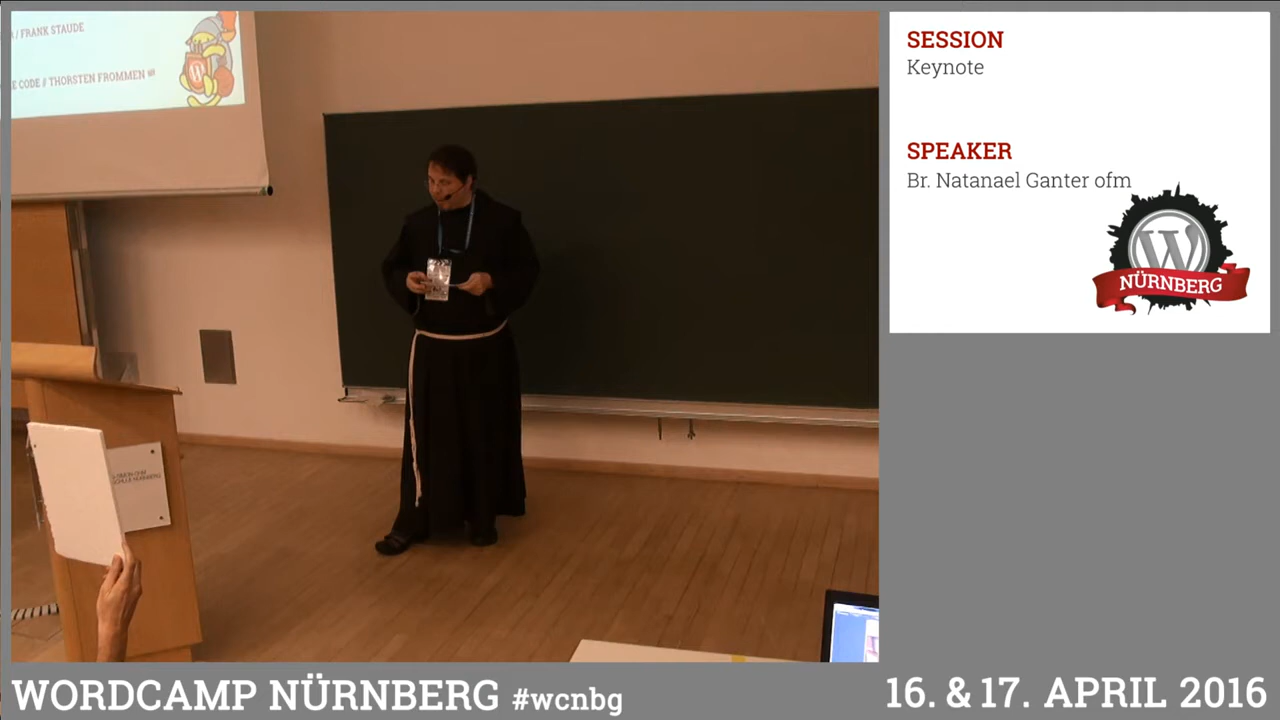 / FRANK STAUDE
E CODE // THORSTEN FROMMEN
SESSION
Keynote
SPEAKER
Br. Natanael Ganter ofm
W
NÜRNBERG
WORDCAMP NÜRNBERG #wcnbg
16. & 17. APRIL 2016